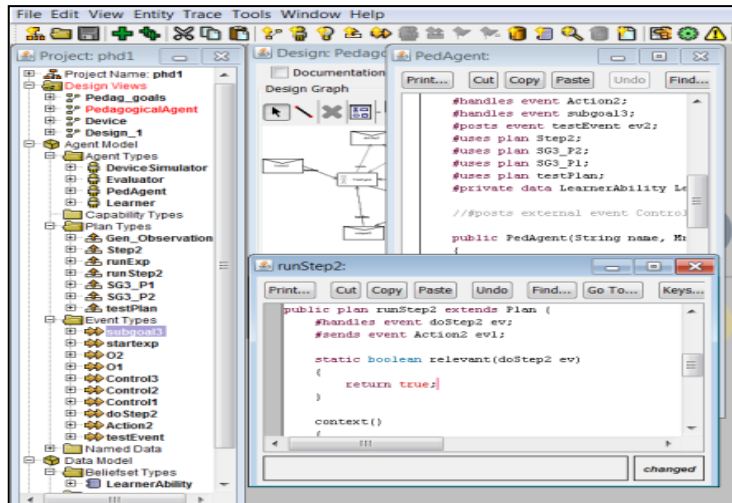 File Edit View Entity Trace Tools Window Help
Project: phd1
Project Name: phd1
Design Views
Pedag_goals
PedagogicalAgent
Device
Design_1
Agent Model
Agent Types
DeviceSimulator
Evaluator
PedAgent
Learner
Capability Types
Plan Types
Gen_Observation
Step2
runExp
runStep2
SG3_P1
SG3_P2
testPlan
Event Types
subgoal3
startexp
O2
O1
Control3
Control2
Control1
doStep2
Action2
testEvent
Named Data
Data Model
Beliefset Types
LearnerAbility
Design: Pedagog
Documentation
Design Graph
PedAgent:
Print... Cut Copy Paste Undo Find...
#handles event Action2;
#handles event subgoal3;
#posts event testEvent ev2;
#uses plan Step2;
#uses plan SG3_P2;
#uses plan SG3_P1;
#uses plan testPlan;
#private data LearnerAbility Le
//#posts external event Control
public PedAgent(String name, M
{
runStep2:
Print... Cut Copy Paste Undo Find... Go To... Keys...
public plan runStep2 extends Plan {
#handles event doStep2 ev;
#sends event Action2 ev1;
static boolean relevant(doStep2 ev)
{
return true;
}
context()
{
changed